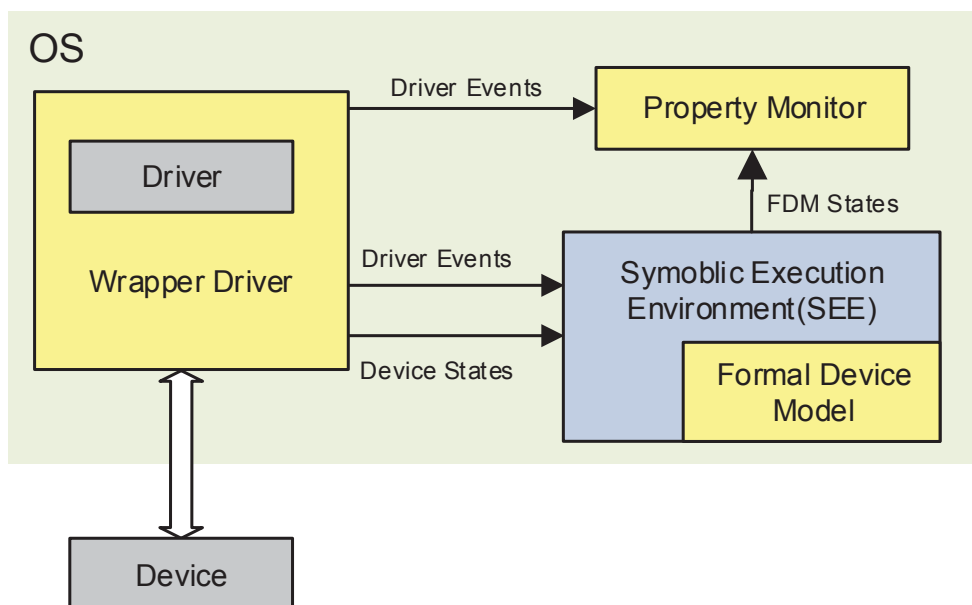 OS
Driver Events
Property Monitor
Driver
FDM States
Wrapper Driver
Driver Events
Symoblic Execution
Environment(SEE)
Device States
Formal Device
Model
Device